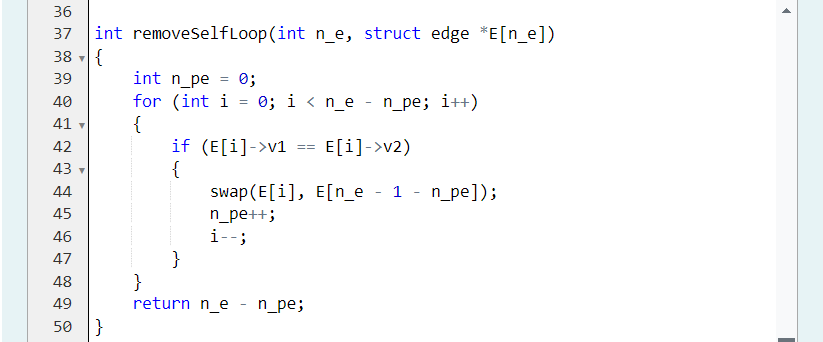 36
37 int removeSelfLoop(int n_e, struct edge *E[n_e])
38 {
39     int n_pe = 0;
40     for (int i = 0; i < n_e - n_pe; i++)
41     {
42         if (E[i]->v1 == E[i]->v2)
43         {
44             swap(E[i], E[n_e - 1 - n_pe]);
45             n_pe++;
46             i--;
47         }
48     }
49     return n_e - n_pe;
50 }